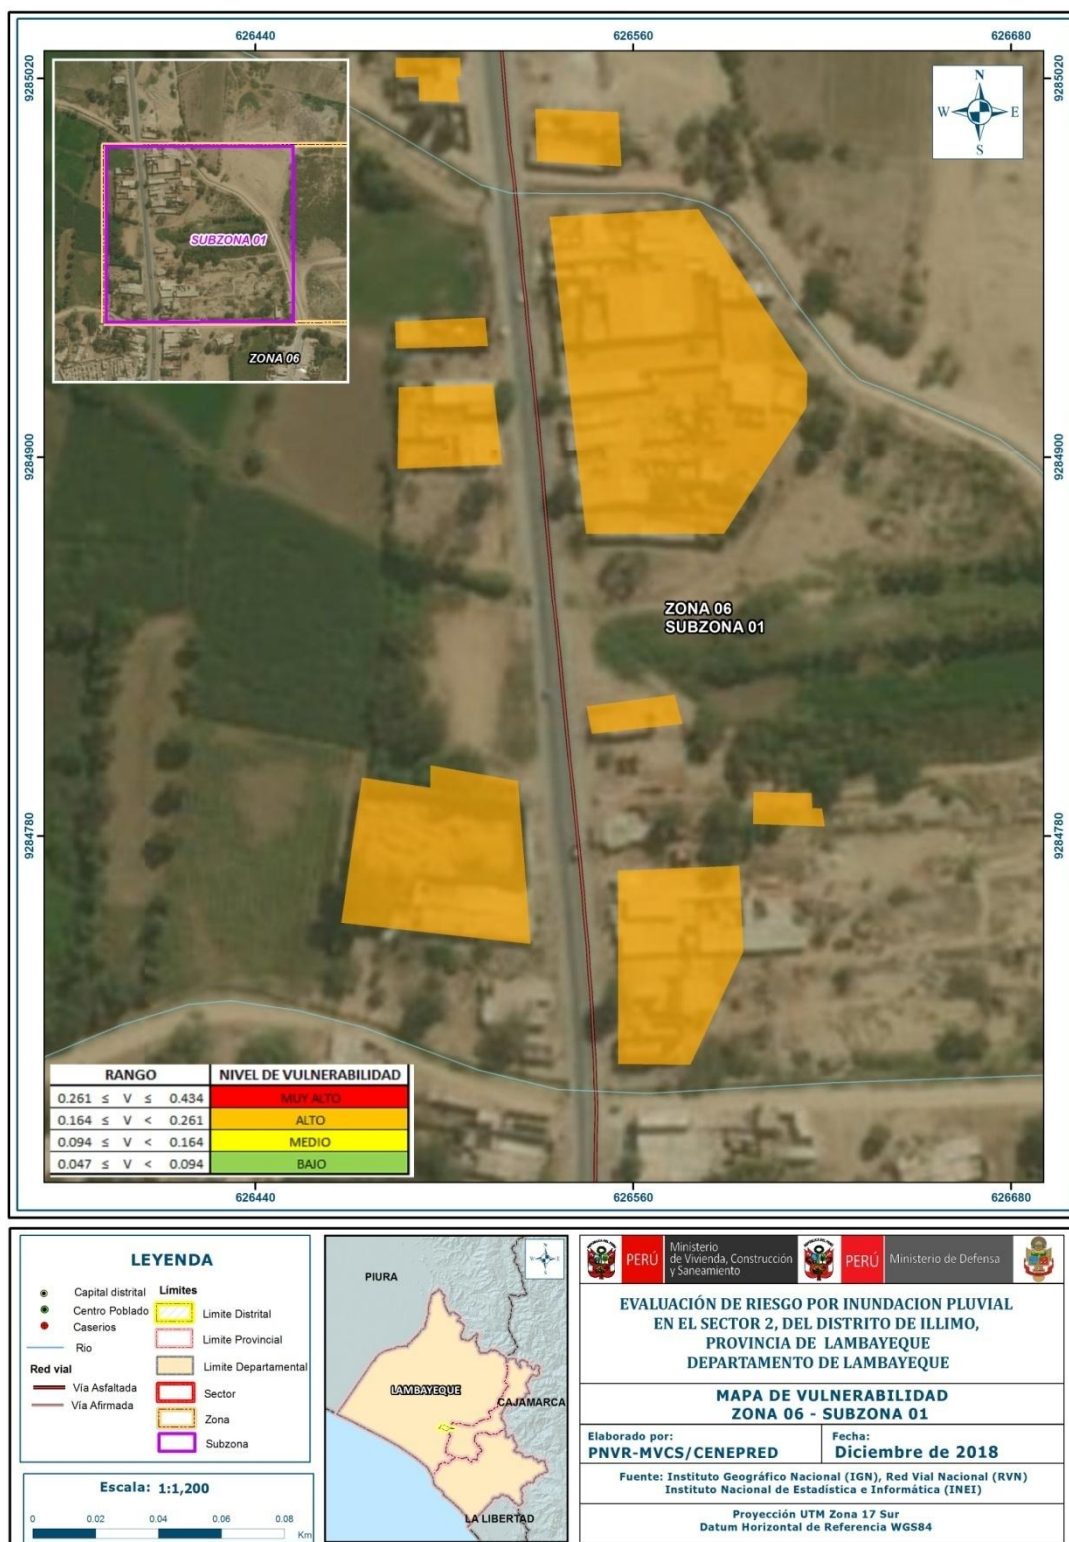 626440
626560
626680
9285020
9285020
N
W
E
S
SUBZONA 01
ZONA 06
9284900
9284900
ZONA 06
SUBZONA 01
9284780
9284780
RANGO NIVEL DE VULNERABILIDAD
0.261 ≤ V ≤ 0.434 MUY ALTO
0.164 ≤ V < 0.261 ALTO
0.094 ≤ V < 0.164 MEDIO
0.047 ≤ V < 0.094 BAJO
626440
626560
626680
LEYENDA
Capital distrital
Centro Poblado
Caserios
Rio
Red vial
Vía Asfaltada
Vía Afirmada
Límites
Limite Distrital
Limite Provincial
Limite Departamental
Sector
Zona
Subzona
Escala: 1:1,200
0 0.02 0.04 0.06 0.08
Km
PIURA
LAMBAYEQUE
CAJAMARCA
LA LIBERTAD
PERÚ
Ministerio
de Vivienda, Construcción
y Saneamiento
PERÚ
Ministerio de Defensa
EVALUACIÓN DE RIESGO POR INUNDACION PLUVIAL
EN EL SECTOR 2, DEL DISTRITO DE ILLIMO,
PROVINCIA DE LAMBAYEQUE
DEPARTAMENTO DE LAMBAYEQUE
MAPA DE VULNERABILIDAD
ZONA 06 - SUBZONA 01
Elaborado por:
PNVR-MVCS/CENEPRED
Fecha:
Diciembre de 2018
Fuente: Instituto Geográfico Nacional (IGN), Red Vial Nacional (RVN)
Instituto Nacional de Estadística e Informática (INEI)
Proyección UTM Zona 17 Sur
Datum Horizontal de Referencia WGS84